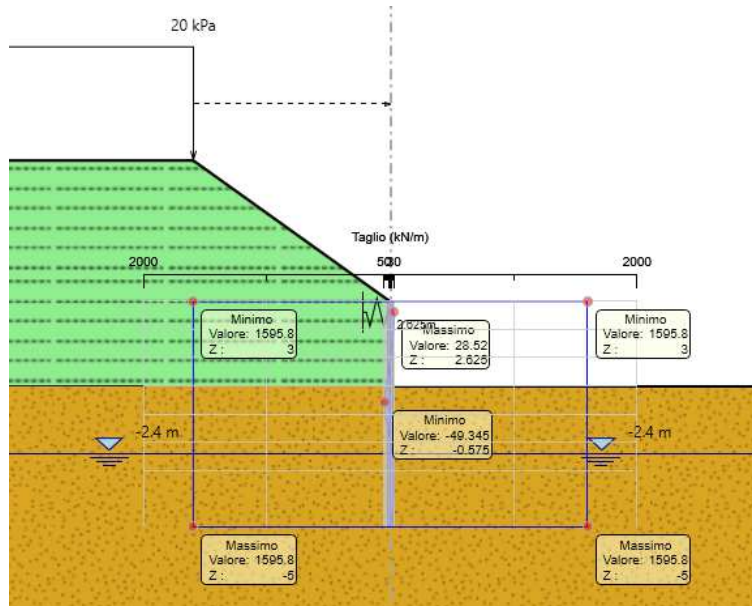 20 kPa
Taglio (kN/m)
2000
2000
Minimo
Valore: 1595.8
Z : 3
2.625m
Massimo
Valore: 28.52
Z : 2.625
Minimo
Valore: 1595.8
Z : 3
Minimo
Valore: -49.345
Z : -0.575
-2.4 m
-2.4 m
Massimo
Valore: 1595.8
Z : -5
Massimo
Valore: 1595.8
Z : -5